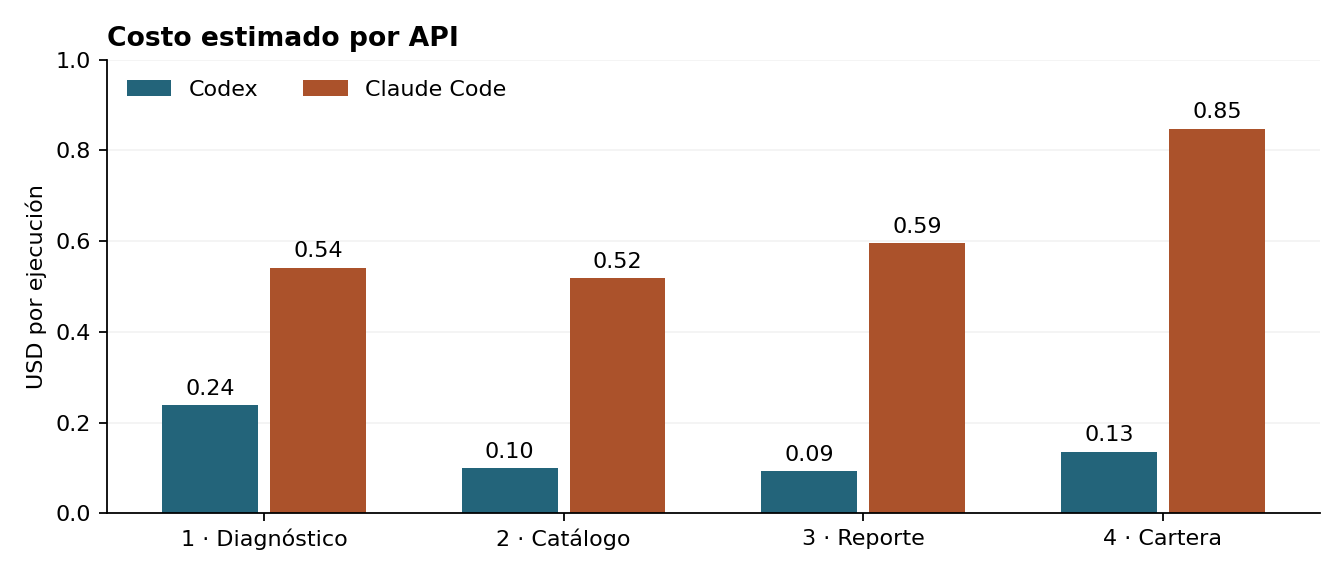 Costo estimado por API
Codex
Claude Code
USD por ejecución
1.0
0.8
0.6
0.4
0.2
0.0
0.24
0.54
0.10
0.52
0.09
0.59
0.13
0.85
1 · Diagnóstico
2 · Catálogo
3 · Reporte
4 · Cartera